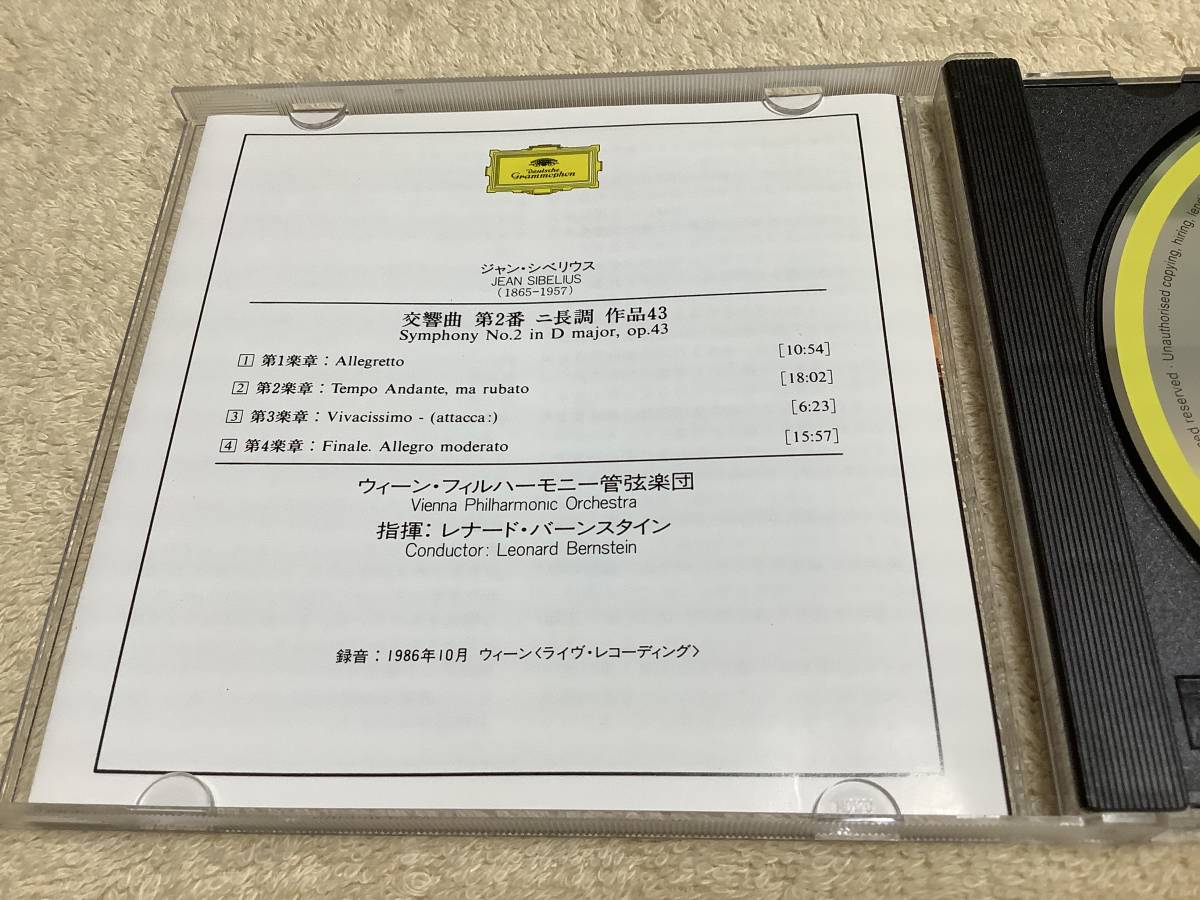 Deutsche
Grammophon
ジャン・シベリウス
JEAN SIBELIUS
(1865-1957)
交響曲 第2番 ニ長調 作品43
Symphony No.2 in D major, op.43
1 第1楽章: Allegretto [10:54]
2 第2楽章: Tempo Andante, ma rubato [18:02]
3 第3楽章: Vivacissimo - (attacca:) [6:23]
4 第4楽章: Finale. Allegro moderato [15:57]
ウィーン・フィルハーモニー管弦楽団
Vienna Philharmonic Orchestra
指揮: レナード・バーンスタイン
Conductor: Leonard Bernstein
録音: 1986年10月 ウィーン〈ライヴ・レコーディング〉
reserved · Unauthorised copying, hiring,